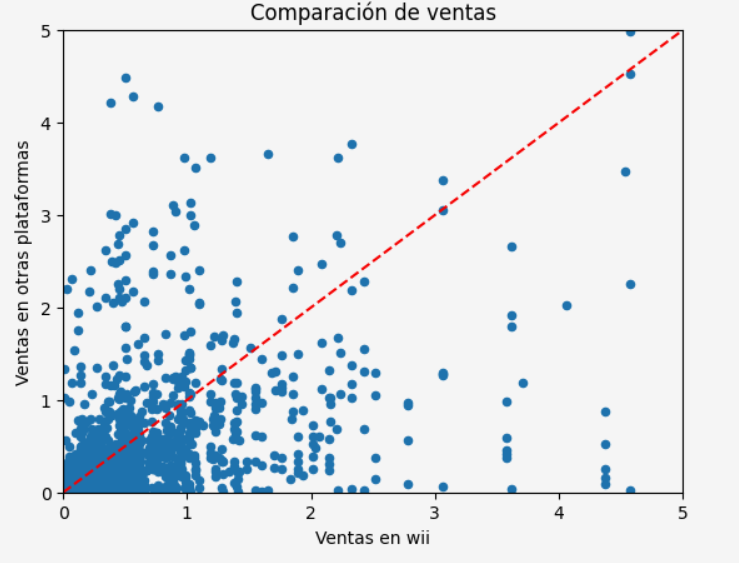 Comparación de ventas
5
4
3
2
1
0
Ventas en otras plataformas
0 1 2 3 4 5
Ventas en wii